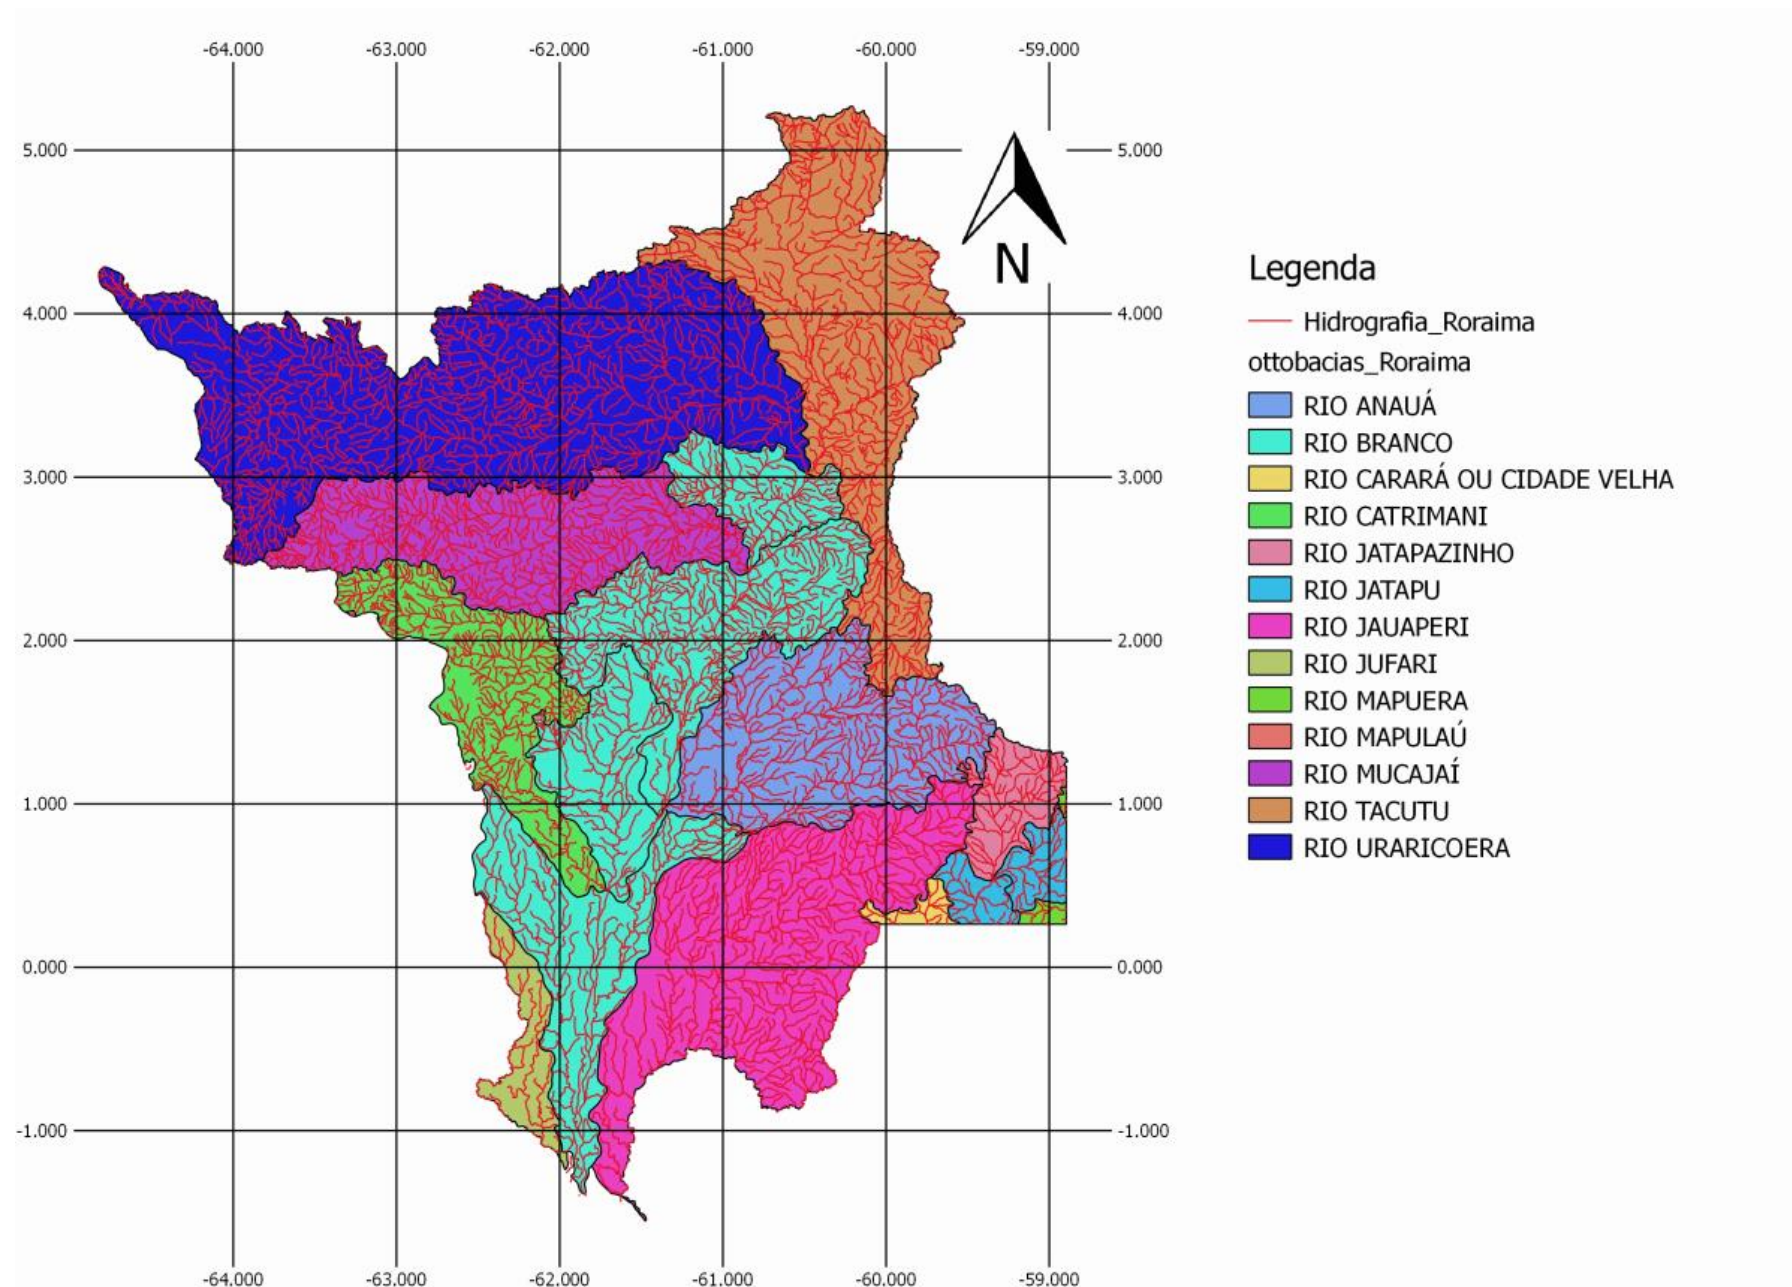 -64.000 -63.000 -62.000 -61.000 -60.000 -59.000
5.000 5.000
N
Legenda
4.000 4.000
Hidrografia_Roraima
ottobacias_Roraima
RIO ANAUÁ
RIO BRANCO
3.000 3.000
RIO CARARÁ OU CIDADE VELHA
RIO CATRIMANI
RIO JATAPAZINHO
RIO JATAPU
RIO JAUAPERI
2.000 2.000
RIO JUFARI
RIO MAPUERA
RIO MAPULAÚ
RIO MUCAJAÍ
1.000 1.000
RIO TACUTU
RIO URARICOERA
0.000 0.000
-1.000 -1.000
-64.000 -63.000 -62.000 -61.000 -60.000 -59.000